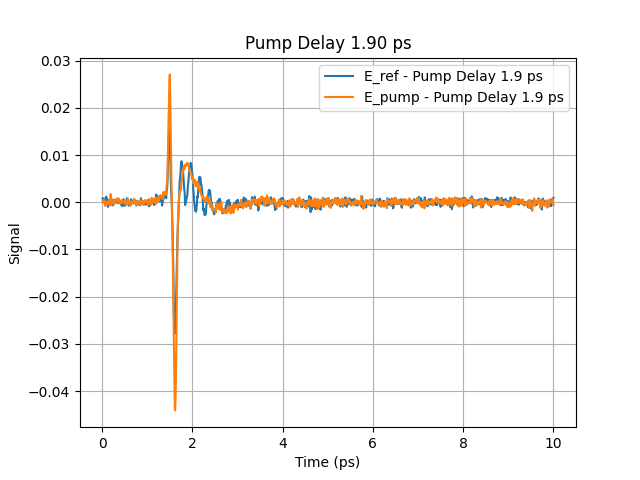 Pump Delay 1.90 ps
E_ref - Pump Delay 1.9 ps
E_pump - Pump Delay 1.9 ps
0.03
0.02
0.01
0.00
−0.01
−0.02
−0.03
−0.04
Signal
0 2 4 6 8 10
Time (ps)